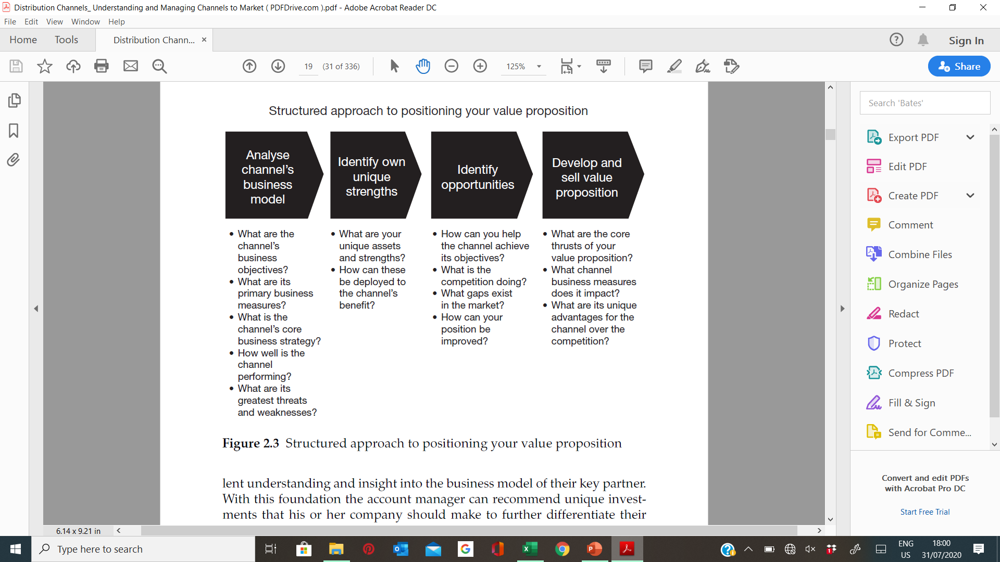 Distribution Channels_ Understanding and Managing Channels to Market ( PDFDrive.com ).pdf - Adobe Acrobat Reader DC
File Edit View Window Help
Home Tools Distribution Chann... ×
Sign In
19 (31 of 336) 125%
Share
Structured approach to positioning your value proposition
Analyse
channel's
business
model
Identify own
unique
strengths
Identify
opportunities
Develop and
sell value
proposition
• What are the
channel's
business
objectives?
• What are its
primary business
measures?
• What is the
channel's core
business strategy?
• How well is the
channel
performing?
• What are its
greatest threats
and weaknesses?
• What are your
unique assets
and strengths?
• How can these
be deployed to
the channel's
benefit?
• How can you help
the channel achieve
its objectives?
• What is the
competition doing?
• What gaps exist
in the market?
• How can your
position be
improved?
• What are the core
thrusts of your
value proposition?
• What channel
business measures
does it impact?
• What are its unique
advantages for the
channel over the
competition?
Figure 2.3 Structured approach to positioning your value proposition
lent understanding and insight into the business model of their key partner.
With this foundation the account manager can recommend unique invest-
ments that his or her company should make to further differentiate their
6.14 x 9.21 in
Search 'Bates'
Export PDF
Edit PDF
Create PDF
Comment
Combine Files
Organize Pages
Redact
Protect
Compress PDF
Fill & Sign
Send for Comme...
Convert and edit PDFs
with Acrobat Pro DC
Start Free Trial
Type here to search
ENG
US
18:00
31/07/2020